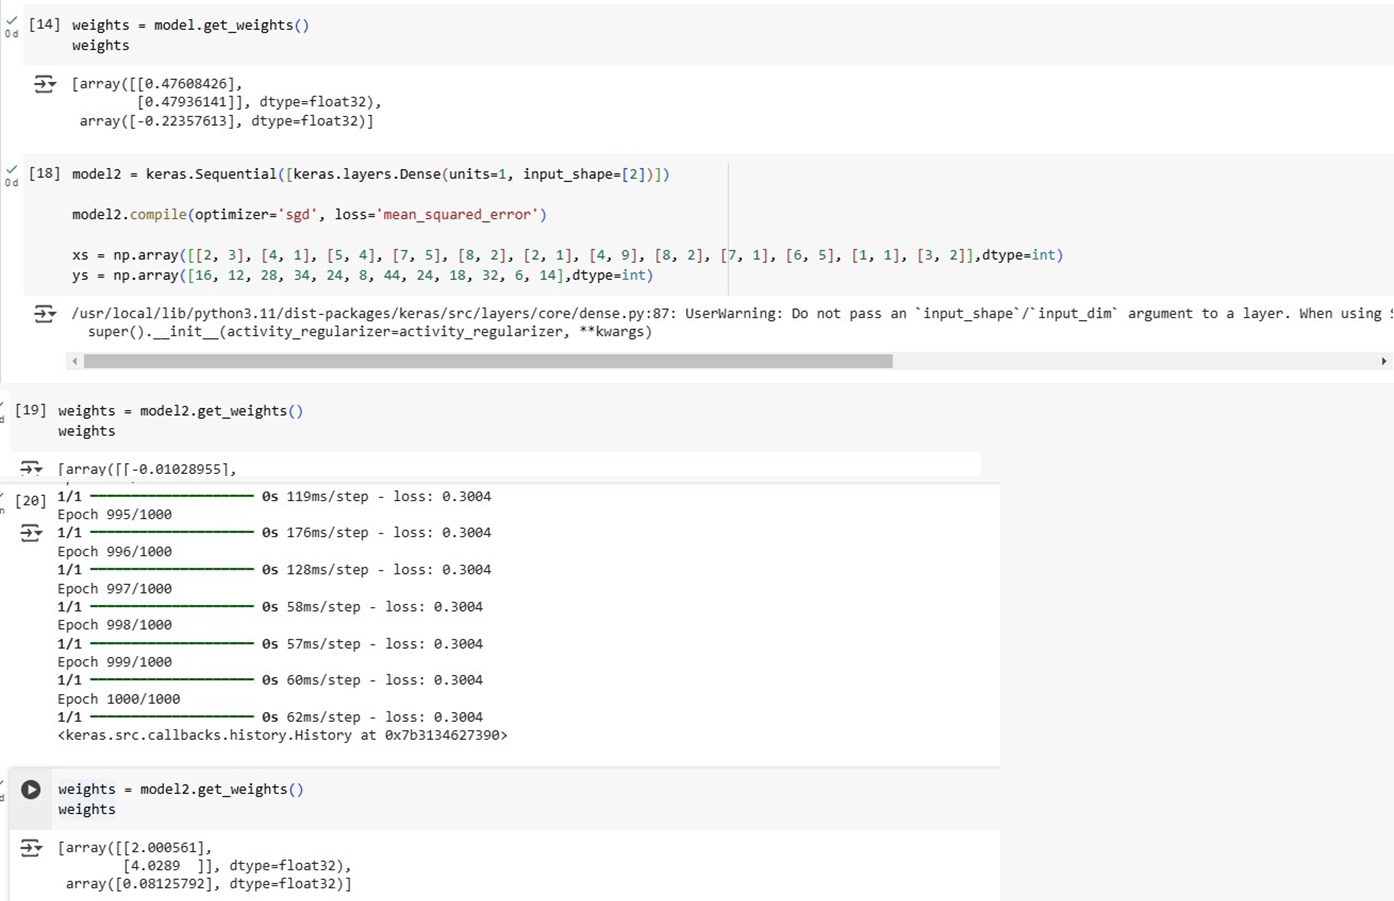 [14] weights = model.get_weights()
weights
[array([[0.47608426],
[0.47936141]], dtype=float32),
array([-0.22357613], dtype=float32)]
0 d
[18] model2 = keras.Sequential([keras.layers.Dense(units=1, input_shape=[2])])
0 d
model2.compile(optimizer='sgd', loss='mean_squared_error')
xs = np.array([[2, 3], [4, 1], [5, 4], [7, 5], [8, 2], [2, 1], [4, 9], [8, 2], [7, 1], [6, 5], [1, 1], [3, 2]],dtype=int)
ys = np.array([16, 12, 28, 34, 24, 8, 44, 24, 18, 32, 6, 14],dtype=int)
/usr/local/lib/python3.11/dist-packages/keras/src/layers/core/dense.py:87: UserWarning: Do not pass an `input_shape`/`input_dim` argument to a layer. When using S
super().__init__(activity_regularizer=activity_regularizer, **kwargs)
[19] weights = model2.get_weights()
weights
[array([[-0.01028955],
[20] 1/1 ━━━━━━━━━━━━━━━━━━━━ 0s 119ms/step - loss: 0.3004
Epoch 995/1000
1/1 ━━━━━━━━━━━━━━━━━━━━ 0s 176ms/step - loss: 0.3004
Epoch 996/1000
1/1 ━━━━━━━━━━━━━━━━━━━━ 0s 128ms/step - loss: 0.3004
Epoch 997/1000
1/1 ━━━━━━━━━━━━━━━━━━━━ 0s 58ms/step - loss: 0.3004
Epoch 998/1000
1/1 ━━━━━━━━━━━━━━━━━━━━ 0s 57ms/step - loss: 0.3004
Epoch 999/1000
1/1 ━━━━━━━━━━━━━━━━━━━━ 0s 60ms/step - loss: 0.3004
Epoch 1000/1000
1/1 ━━━━━━━━━━━━━━━━━━━━ 0s 62ms/step - loss: 0.3004
<keras.src.callbacks.history.History at 0x7b3134627390>
weights = model2.get_weights()
weights
[array([[2.000561],
[4.0289 ]], dtype=float32),
array([0.08125792], dtype=float32)]